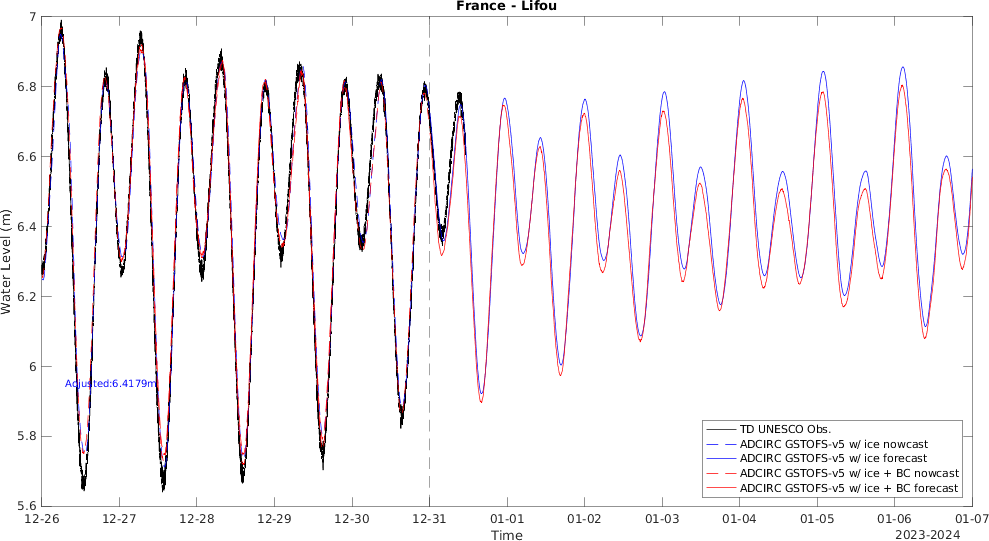 France - Lifou
Water Level (m)
7
6.8
6.6
6.4
6.2
6
5.8
5.6
Adjusted:6.4179m
TD UNESCO Obs.
ADCIRC GSTOFS-v5 w/ ice nowcast
ADCIRC GSTOFS-v5 w/ ice forecast
ADCIRC GSTOFS-v5 w/ ice + BC nowcast
ADCIRC GSTOFS-v5 w/ ice + BC forecast
12-26 12-27 12-28 12-29 12-30 12-31 01-01 01-02 01-03 01-04 01-05 01-06 01-07
Time
2023-2024